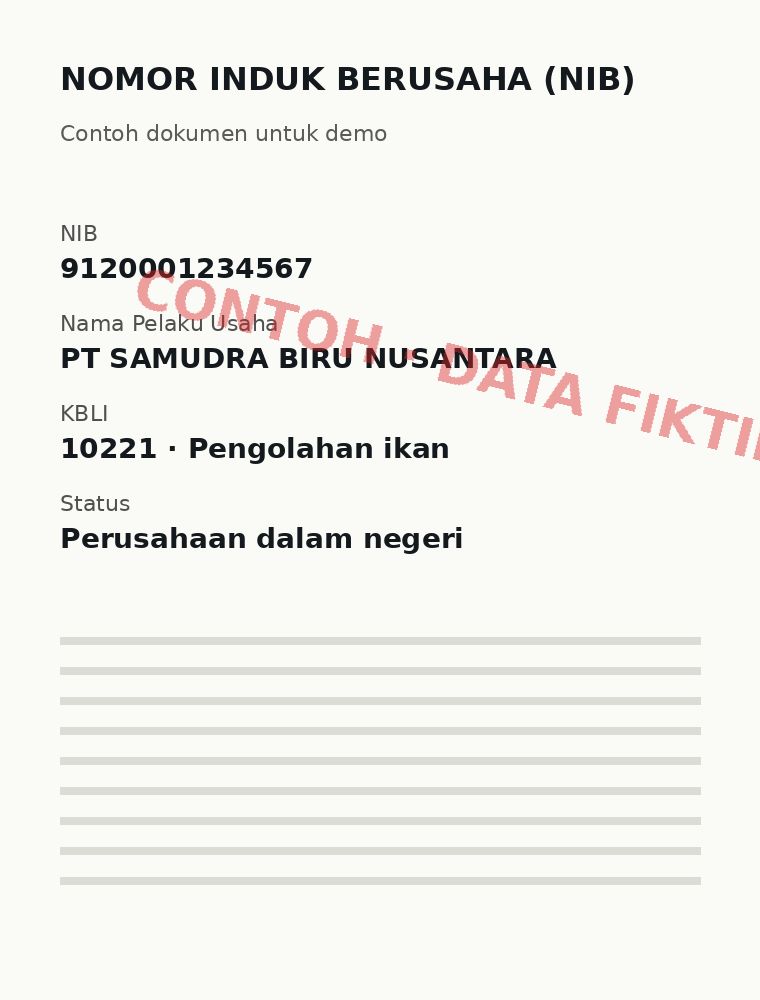 NOMOR INDUK BERUSAHA (NIB)
Contoh dokumen untuk demo
NIB
9120001234567
Nama Pelaku Usaha
PT SAMUDRA BIRU NUSANTARA
KBLI
10221 · Pengolahan ikan
Status
Perusahaan dalam negeri
CONTOH - DATA